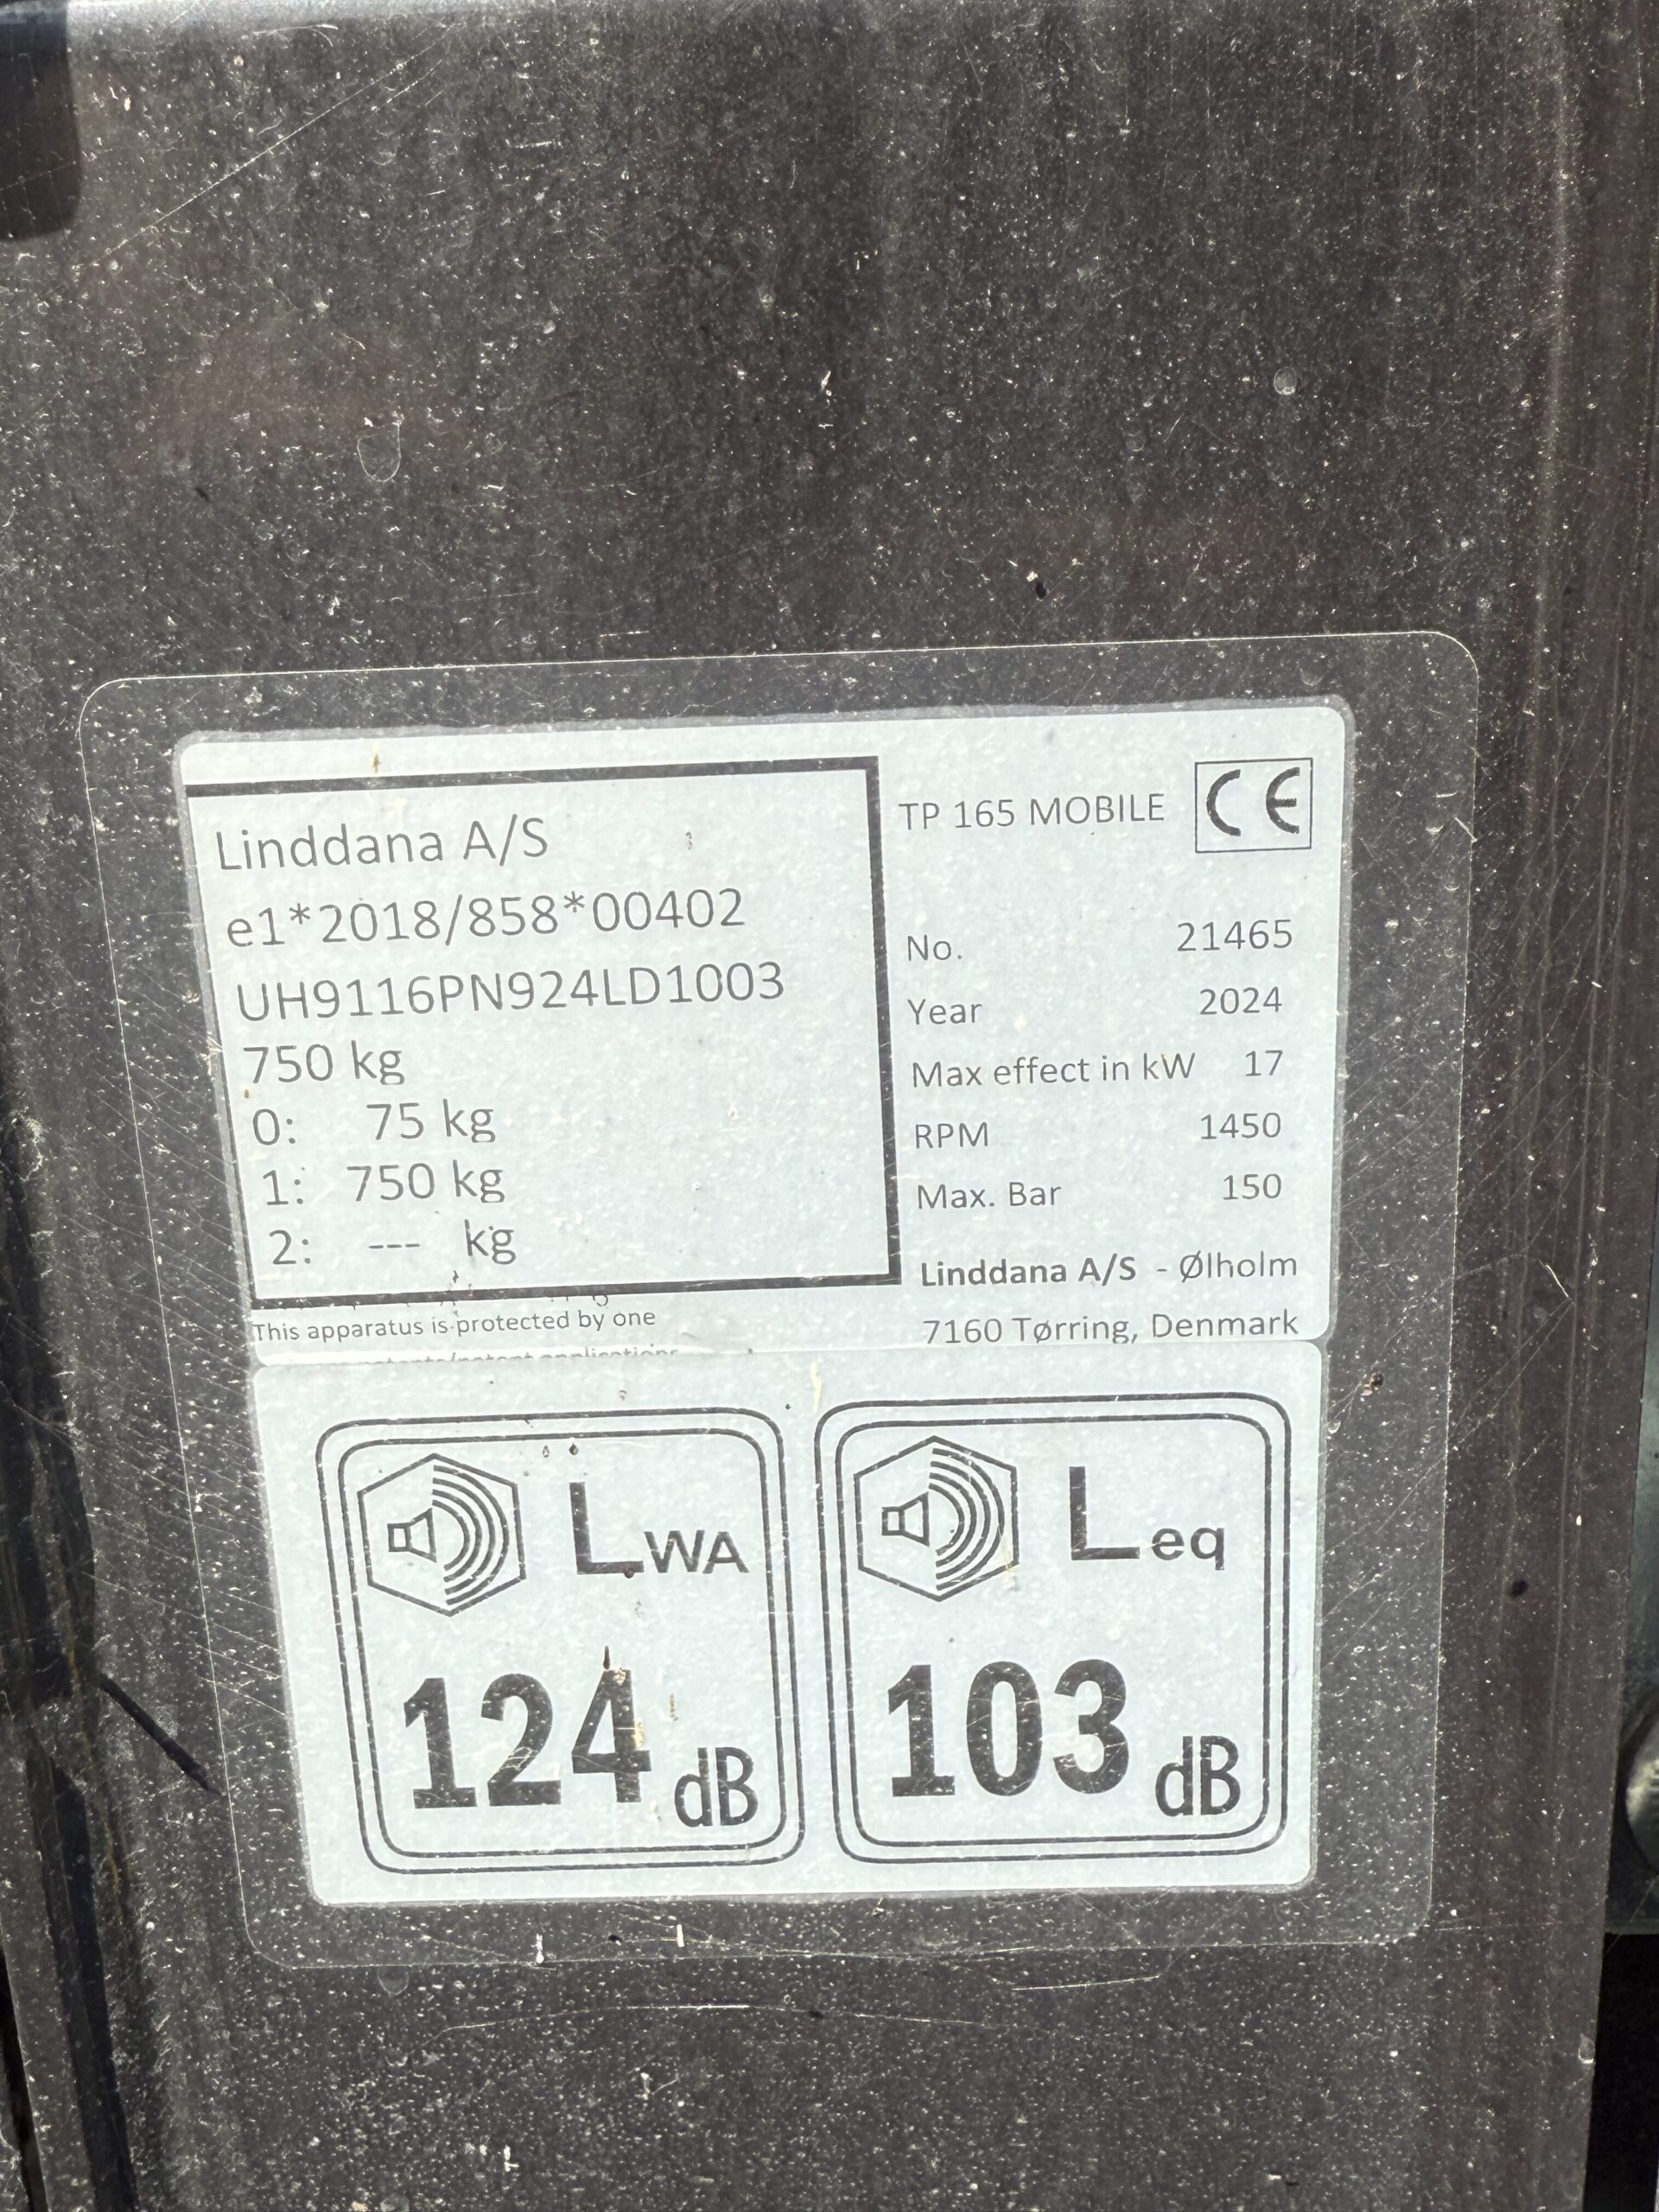 Linddana A/S
e1*2018/858*00402
UH9116PN924LD1003
750 kg
0: 75 kg
1: 750 kg
2: --- kg
This apparatus is protected by one
TP 165 MOBILE CE
No. 21465
Year 2024
Max effect in kW 17
RPM 1450
Max. Bar 150
Linddana A/S - Ølholm
7160 Tørring, Denmark
LWA
124 dB
Leq
103 dB